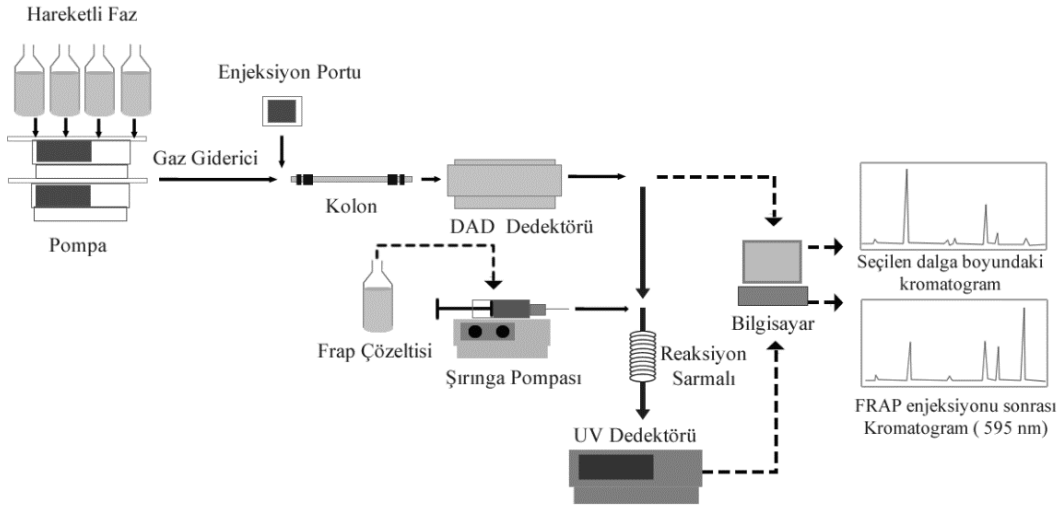 Hareketli Faz
Enjeksiyon Portu
Gaz Giderici
Kolon
Pompa
DAD Dedektörü
Seçilen dalga boyundaki
kromatogram
Bilgisayar
Frap Çözeltisi
Şırınga Pompası
Reaksiyon
Sarmalı
FRAP enjeksiyonu sonrası
Kromatogram ( 595 nm)
UV Dedektörü